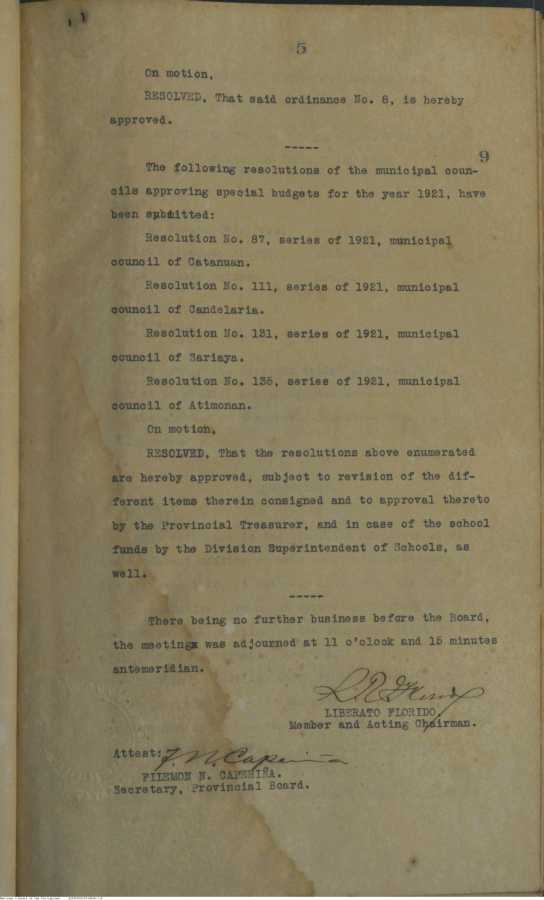 5
On motion,
RESOLVED, That said ordinance No. 8, is hereby
approved.
-----
9
The following resolutions of the municipal coun-
cils approving special budgets for the year 1921, have
been submitted:
Resolution No. 87, series of 1921, municipal
council of Catanuan.
Resolution No. 111, series of 1921, municipal
council of Candelaria.
Resolution No. 121, series of 1921, municipal
council of Sariaya.
Resolution No. 135, series of 1921, municipal
council of Atimonan.
On motion,
RESOLVED, That the resolutions above enumerated
are hereby approved, subject to revision of the dif-
ferent items therein consigned and to approval thereto
by the Provincial Treasurer, and in case of the school
funds by the Division Superintendent of Schools, as
well.
-----
There being no further business before the Board,
the meeting was adjourned at 11 o'clock and 15 minutes
antemeridian.
LIBERATO FLORIDO,
Member and Acting Chairman.
Attest: F. N. Caperiña
FILEMON N. CAPERIÑA.
Secretary, Provincial Board.